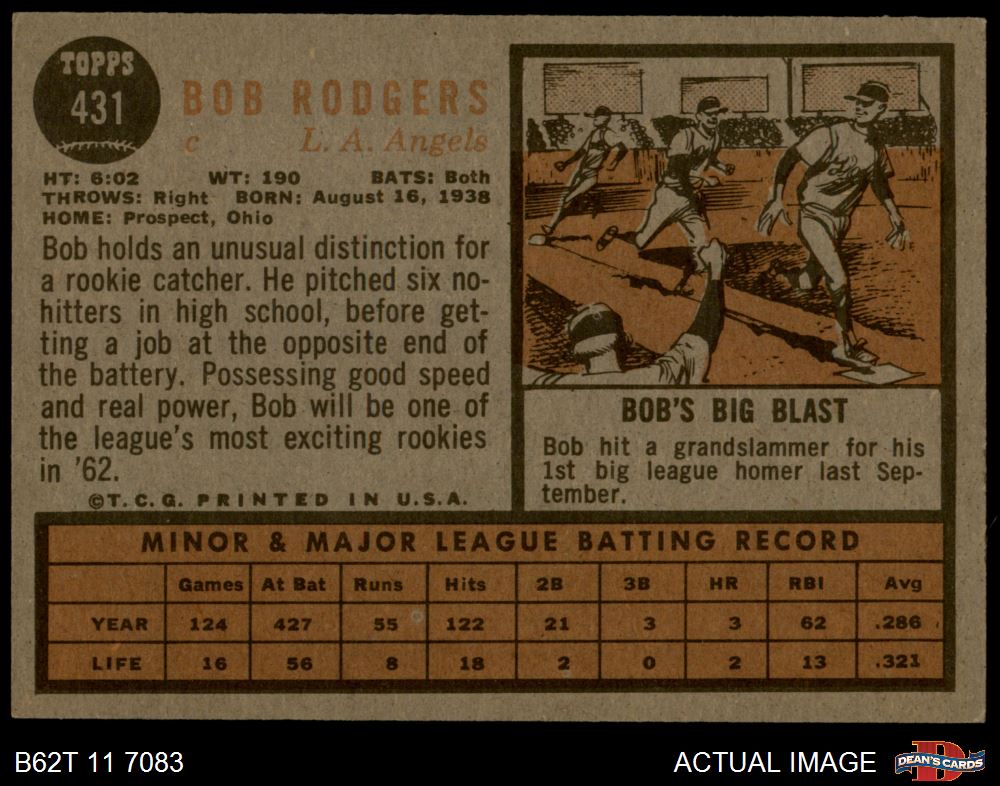 TOPPS
431
BOB RODGERS
c L. A. Angels
HT: 6:02 WT: 190 BATS: Both
THROWS: Right BORN: August 16, 1938
HOME: Prospect, Ohio
Bob holds an unusual distinction for
a rookie catcher. He pitched six no-
hitters in high school, before get-
ting a job at the opposite end of
the battery. Possessing good speed
and real power, Bob will be one of
the league's most exciting rookies
in '62.
©T.C.G. PRINTED IN U.S.A.
BOB'S BIG BLAST
Bob hit a grandslammer for his
1st big league homer last Sep-
tember.
MINOR & MAJOR LEAGUE BATTING RECORD
Games At Bat Runs Hits 2B 3B HR RBI Avg
YEAR 124 427 55 122 21 3 3 62 .286
LIFE 16 56 8 18 2 0 2 13 .321
B62T 11 7083
ACTUAL IMAGE
D
DEAN'S CARDS